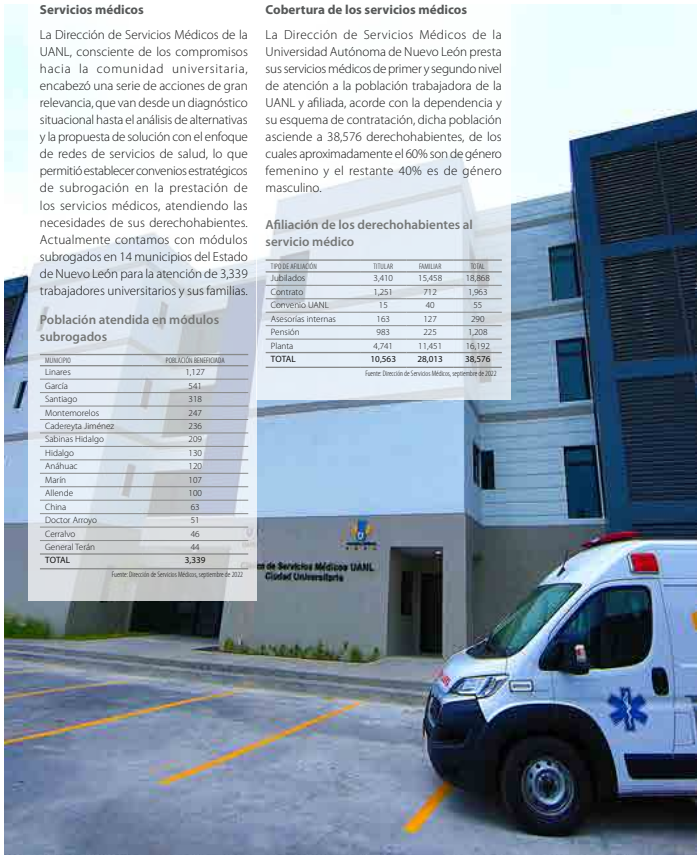 Servicios médicos
La Dirección de Servicios Médicos de la
UANL, consciente de los compromisos
hacia la comunidad universitaria,
encabezó una serie de acciones de gran
relevancia, que van desde un diagnóstico
situacional hasta el análisis de alternativas
y la propuesta de solución con el enfoque
de redes de servicios de salud, lo que
permitió establecer convenios estratégicos
de subrogación en la prestación de
los servicios médicos, atendiendo las
necesidades de sus derechohabientes.
Actualmente contamos con módulos
subrogados en 14 municipios del Estado
de Nuevo León para la atención de 3,339
trabajadores universitarios y sus familias.
Población atendida en módulos
subrogados
MUNICIPIO POBLACIÓN BENEFICIADA
Linares 1,127
García 541
Santiago 318
Montemorelos 247
Cadereyta Jiménez 236
Sabinas Hidalgo 209
Hidalgo 130
Anáhuac 120
Marín 107
Allende 100
China 63
Doctor Arroyo 51
Cerralvo 46
General Terán 44
TOTAL 3,339
Fuente: Dirección de Servicios Médicos, septiembre de 2022
Cobertura de los servicios médicos
La Dirección de Servicios Médicos de la
Universidad Autónoma de Nuevo León presta
sus servicios médicos de primer y segundo nivel
de atención a la población trabajadora de la
UANL y afiliada, acorde con la dependencia y
su esquema de contratación, dicha población
asciende a 38,576 derechohabientes, de los
cuales aproximadamente el 60% son de género
femenino y el restante 40% es de género
masculino.
Afiliación de los derechohabientes al
servicio médico
TIPO DE AFILIACIÓN TITULAR FAMILIAR TOTAL
Jubilados 3,410 15,458 18,868
Contrato 1,251 712 1,963
Convenio UANL 15 40 55
Asesorías internas 163 127 290
Pensión 983 225 1,208
Planta 4,741 11,451 16,192
TOTAL 10,563 28,013 38,576
Fuente: Dirección de Servicios Médicos, septiembre de 2022
de Servicios Médicos UANL
Ciudad Universitaria